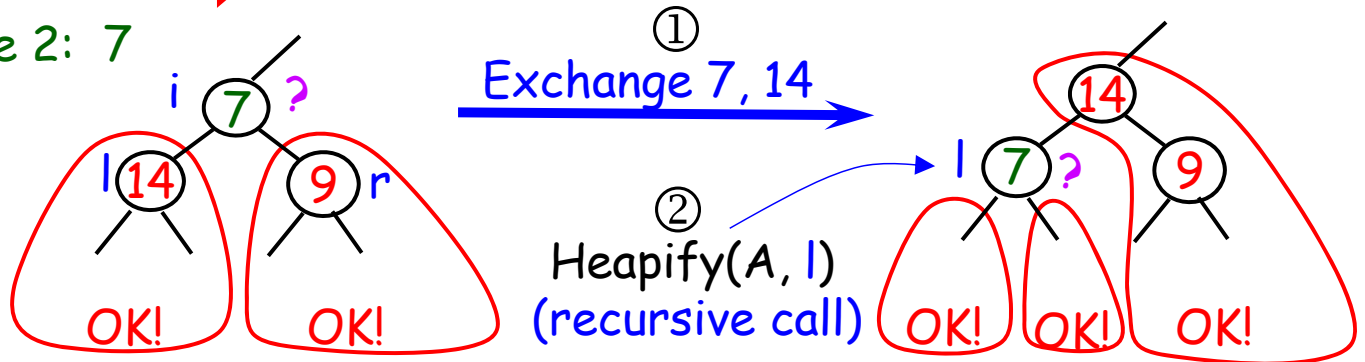 e 2: 7
①
Exchange 7, 14
i 7 ?
l 14
9 r
OK!
OK!
②
Heapify(A, l)
(recursive call)
14
l 7 ?
9
OK!
OK!
OK!